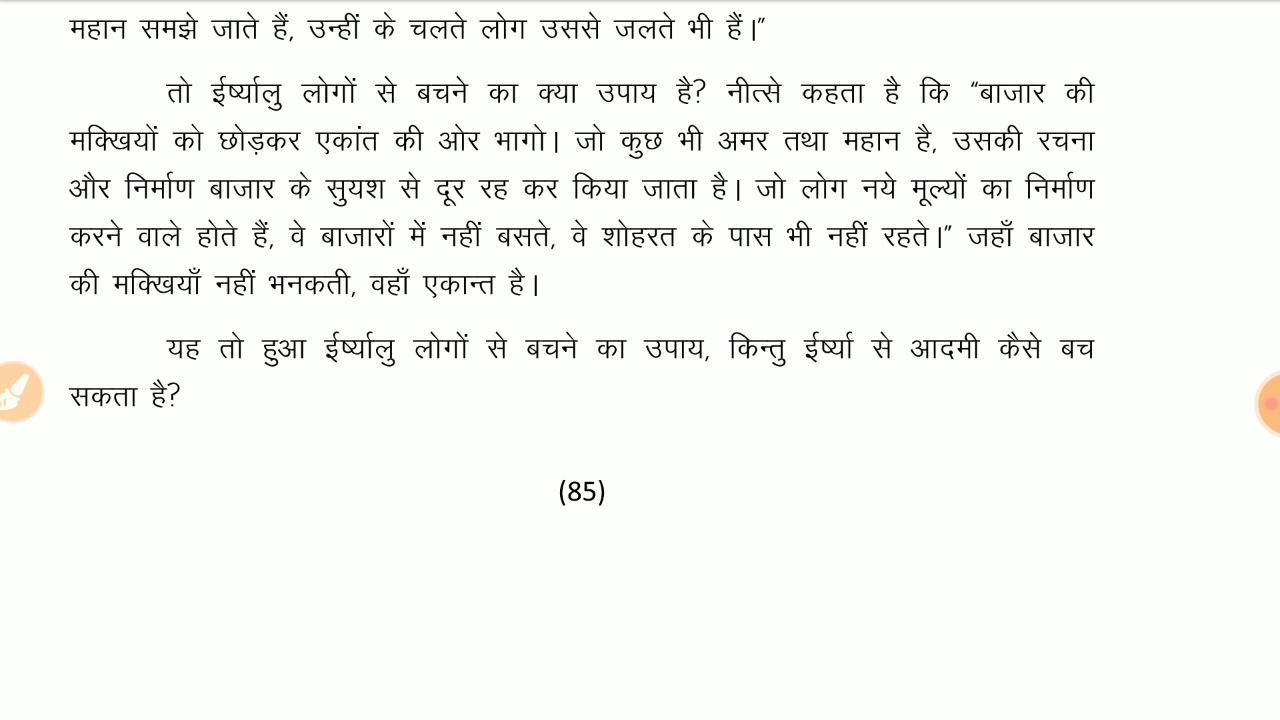 महान समझे जाते हैं, उन्हीं के चलते लोग उससे जलते भी हैं।”
तो ईर्ष्यालु लोगों से बचने का क्या उपाय है? नीत्से कहता है कि “बाजार की
मक्खियों को छोड़कर एकांत की ओर भागो। जो कुछ भी अमर तथा महान है, उसकी रचना
और निर्माण बाजार के सुयश से दूर रह कर किया जाता है। जो लोग नये मूल्यों का निर्माण
करने वाले होते हैं, वे बाजारों में नहीं बसते, वे शोहरत के पास भी नहीं रहते।” जहाँ बाजार
की मक्खियाँ नहीं भनकती, वहाँ एकान्त है।
यह तो हुआ ईर्ष्यालु लोगों से बचने का उपाय, किन्तु ईर्ष्या से आदमी कैसे बच
सकता है?
(85)